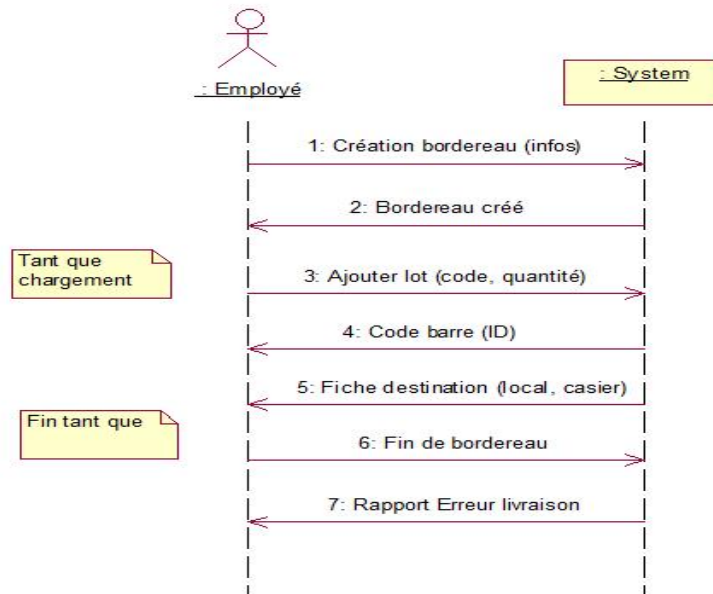 : Employé
: System
1: Création bordereau (infos)
2: Bordereau créé
Tant que
chargement
3: Ajouter lot (code, quantité)
4: Code barre (ID)
5: Fiche destination (local, casier)
Fin tant que
6: Fin de bordereau
7: Rapport Erreur livraison